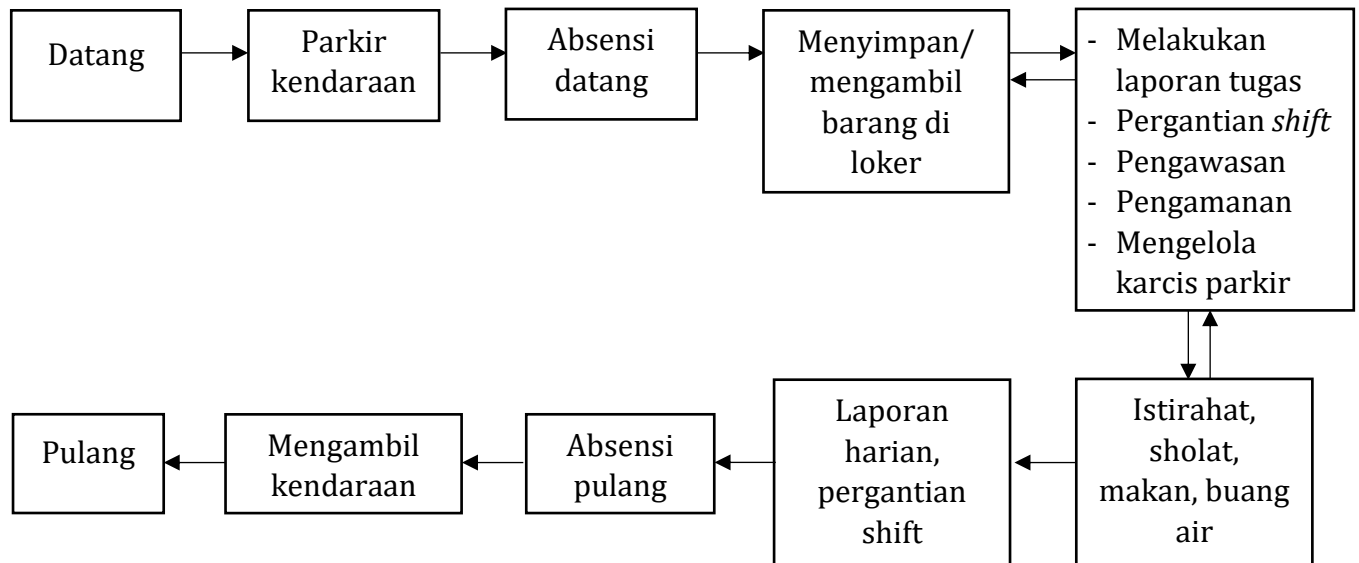 Datang
Parkir
kendaraan
Absensi
datang
Menyimpan/
mengambil
barang di
loker
- Melakukan
laporan tugas
- Pergantian shift
- Pengawasan
- Pengamanan
- Mengelola
karcis parkir
Istirahat,
sholat,
makan, buang
air
Laporan
harian,
pergantian
shift
Absensi
pulang
Mengambil
kendaraan
Pulang